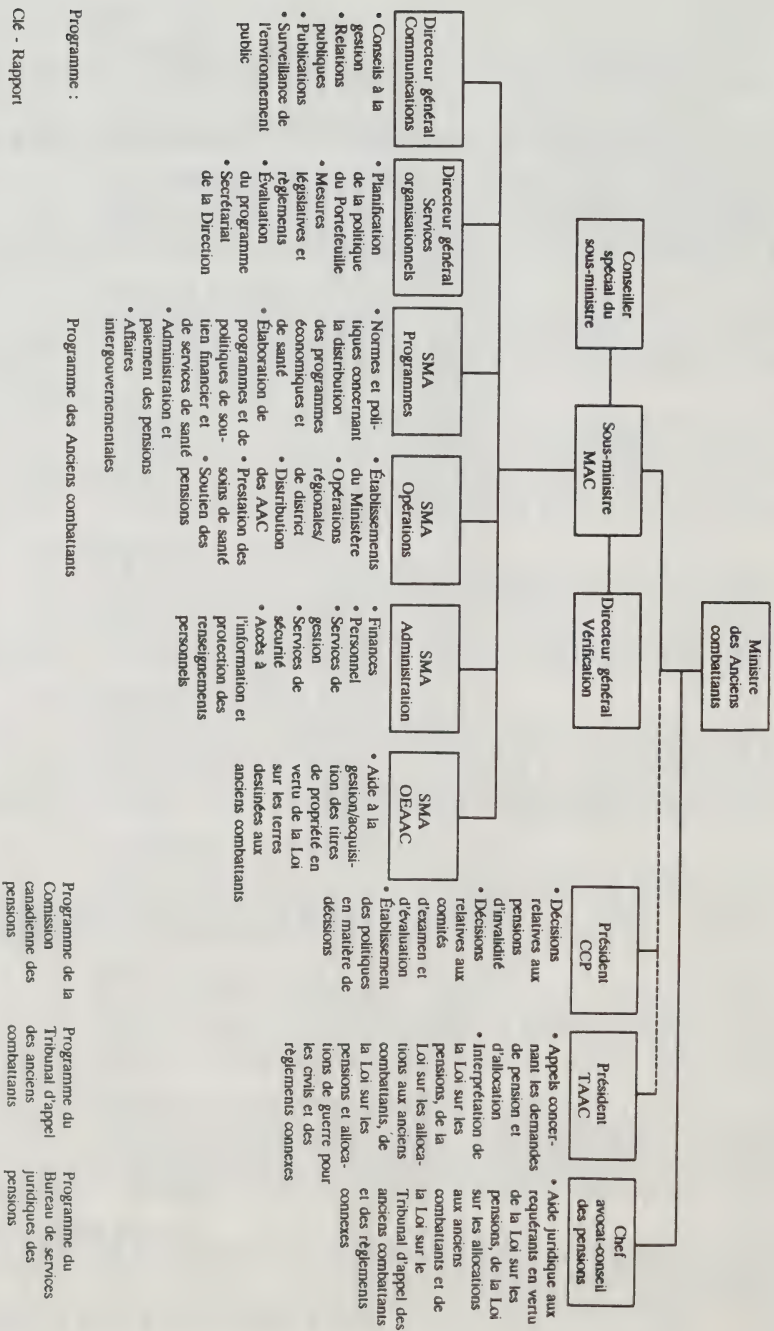 Ministre
des Anciens
combattants
Conseiller
spécial du
sous-ministre
Sous-ministre
MAC
Directeur général
Vérification
Directeur général
Communications
• Conseils à la
gestion
• Relations
publiques
• Publications
• Surveillance de
l'environnement
public
Directeur général
Services
organisationnels
• Planification
de la politique
du Portefeuille
• Mesures
législatives et
règlements
• Évaluation
du programme
• Secrétariat
de la Direction
SMA
Programmes
• Normes et poli-
tiques concernant
la distribution
des programmes
économiques et
de santé
• Élaboration de
programmes et de
politiques de sou-
tien financier et
de services de santé
• Administration et
paiement des pensions
• Affaires
intergouvernementales
SMA
Opérations
• Établissements
du Ministère
• Opérations
régionales/
de district
• Distribution
des AAC
• Prestation des
soins de santé
• Soutien des
pensions
SMA
Administration
• Finances
• Personnel
• Services de
gestion
• Services de
sécurité
• Accès à
l'information et
protection des
renseignements
personnels
SMA
OEAAC
• Aide à la
gestion/acquisi-
tion des titres
de propriété en
vertu de la Loi
sur les terres
destinées aux
anciens combattants
Président
CCP
• Décisions
relatives aux
pensions
d'invalidité
• Décisions
relatives aux
comités
d'examen et
d'évaluation
• Établissement
des politiques
en matière de
décisions
Président
TAAC
• Appels concer-
nant les demandes
de pension et
d'allocation
• Interprétation de
la Loi sur les
pensions, de la
Loi sur les alloca-
tions aux anciens
combattants, de
la Loi sur les
pensions et alloca-
tions de guerre pour
les civils et des
règlements connexes
Chef
avocat-conseil
des pensions
• Aide juridique aux
requérants en vertu
de la Loi sur les
pensions, de la Loi
sur les allocations
aux anciens
combattants et de
la Loi sur le
Tribunal d'appel des
anciens combattants
et des règlements
connexes
Programme :
Programme des Anciens combattants
Programme de la
Comission
canadienne des
pensions
Programme du
Tribunal d'appel
des anciens
combattants
Programme du
Bureau de services
juridiques des
pensions
Clé - Rapport